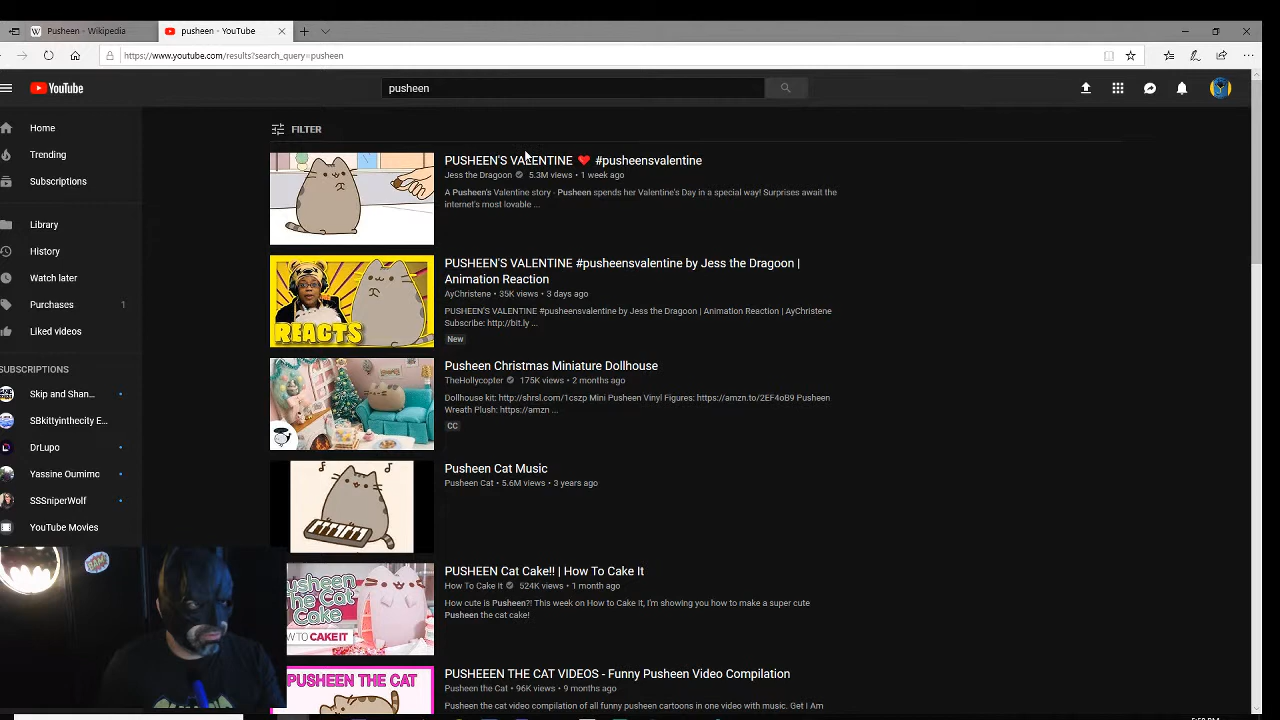 Pusheen - Wikipedia
pusheen - YouTube
https://www.youtube.com/results?search_query=pusheen
YouTube
pusheen
Home
Trending
Subscriptions
Library
History
Watch later
Purchases 1
Liked videos
SUBSCRIPTIONS
Skip and Shan...
SBkittyinthecity E...
DrLupo
Yassine Oumimc
SSSniperWolf
YouTube Movies
BAM!
FILTER
PUSHEEN'S VALENTINE ❤ #pusheensvalentine
Jess the Dragoon 5.3M views • 1 week ago
A Pusheen's Valentine story - Pusheen spends her Valentine's Day in a special way! Surprises await the
internet's most lovable ...
REACTS
PUSHEEN'S VALENTINE #pusheensvalentine by Jess the Dragoon |
Animation Reaction
AyChristene • 35K views • 3 days ago
PUSHEEN'S VALENTINE #pusheensvalentine by Jess the Dragoon | Animation Reaction | AyChristene
Subscribe: http://bit.ly ...
New
Pusheen Christmas Miniature Dollhouse
TheHollycopter 175K views • 2 months ago
Dollhouse kit: http://shrsl.com/1cszp Mini Pusheen Vinyl Figures: https://amzn.to/2EF4oB9 Pusheen
Wreath Plush: https://amzn ...
CC
Pusheen Cat Music
Pusheen Cat • 5.6M views • 3 years ago
Pusheen
The Cat
Cake
HOW TO CAKE IT
PUSHEEN Cat Cake!! | How To Cake It
How To Cake It 524K views • 1 month ago
How cute is Pusheen?! This week on How to Cake It, I'm showing you how to make a super cute
Pusheen the cat cake!
PUSHEEN THE CAT
PUSHEEEN THE CAT VIDEOS - Funny Pusheen Video Compilation
Pusheen the Cat • 96K views • 9 months ago
Pusheen the cat video compilation of all funny pusheen cartoons in one video with music. Get I Am